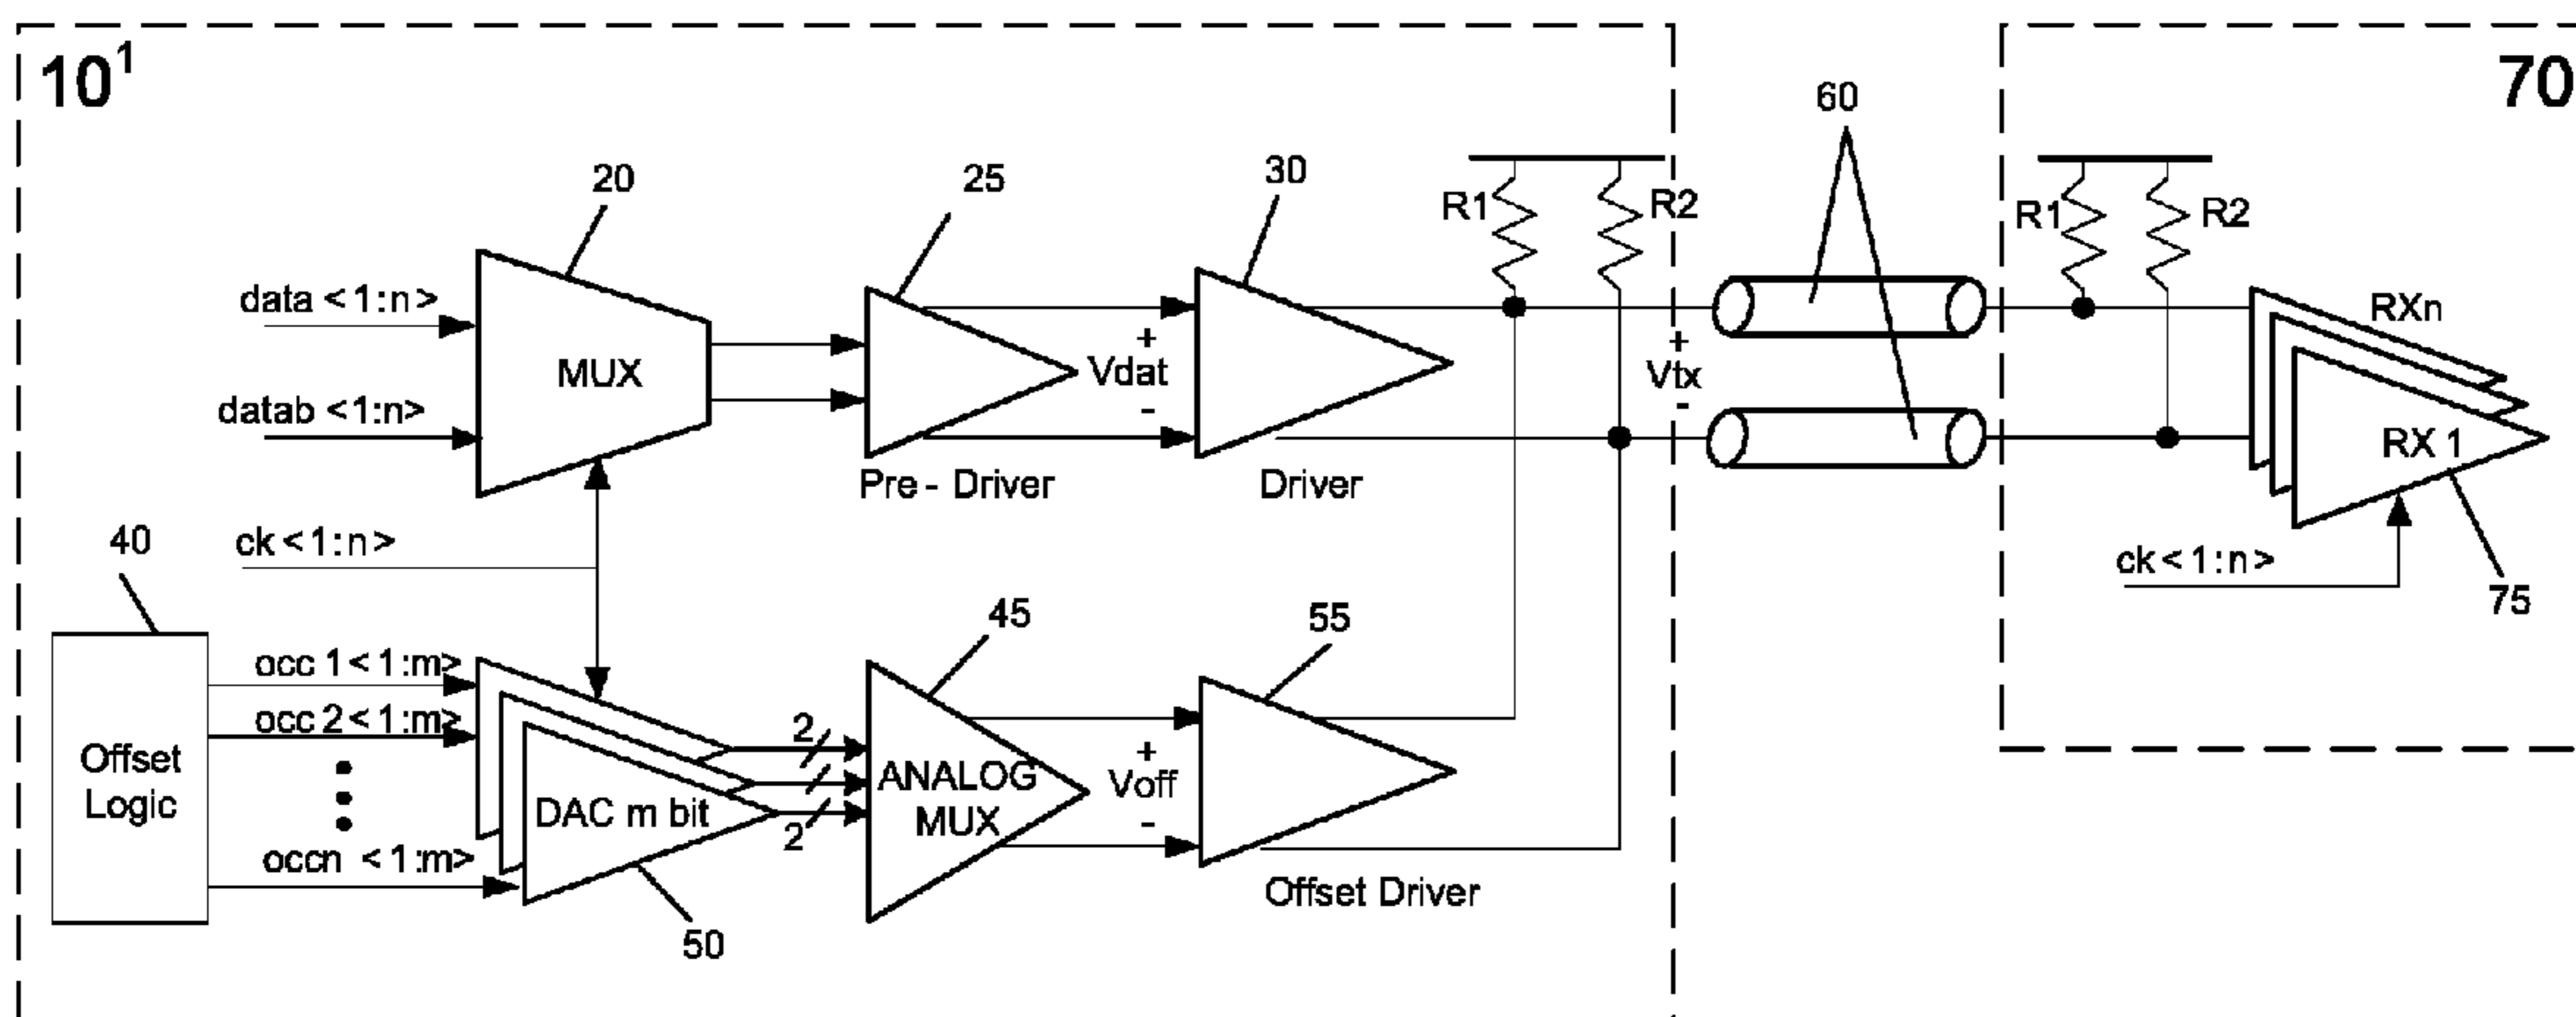 10¹
70
60
20
25
30
R1
R2
R1
R2
data <1:n>
MUX
+
Vdat
-
+
Vtx
-
RXn
datab <1:n>
RX 1
Pre - Driver
Driver
40
ck <1:n>
ck <1:n>
75
45
55
occ 1 <1:m>
occ 2 <1:m>
2
2
Offset
Logic
DAC m bit
ANALOG
MUX
+
Voff
-
occn <1:m>
Offset Driver
50